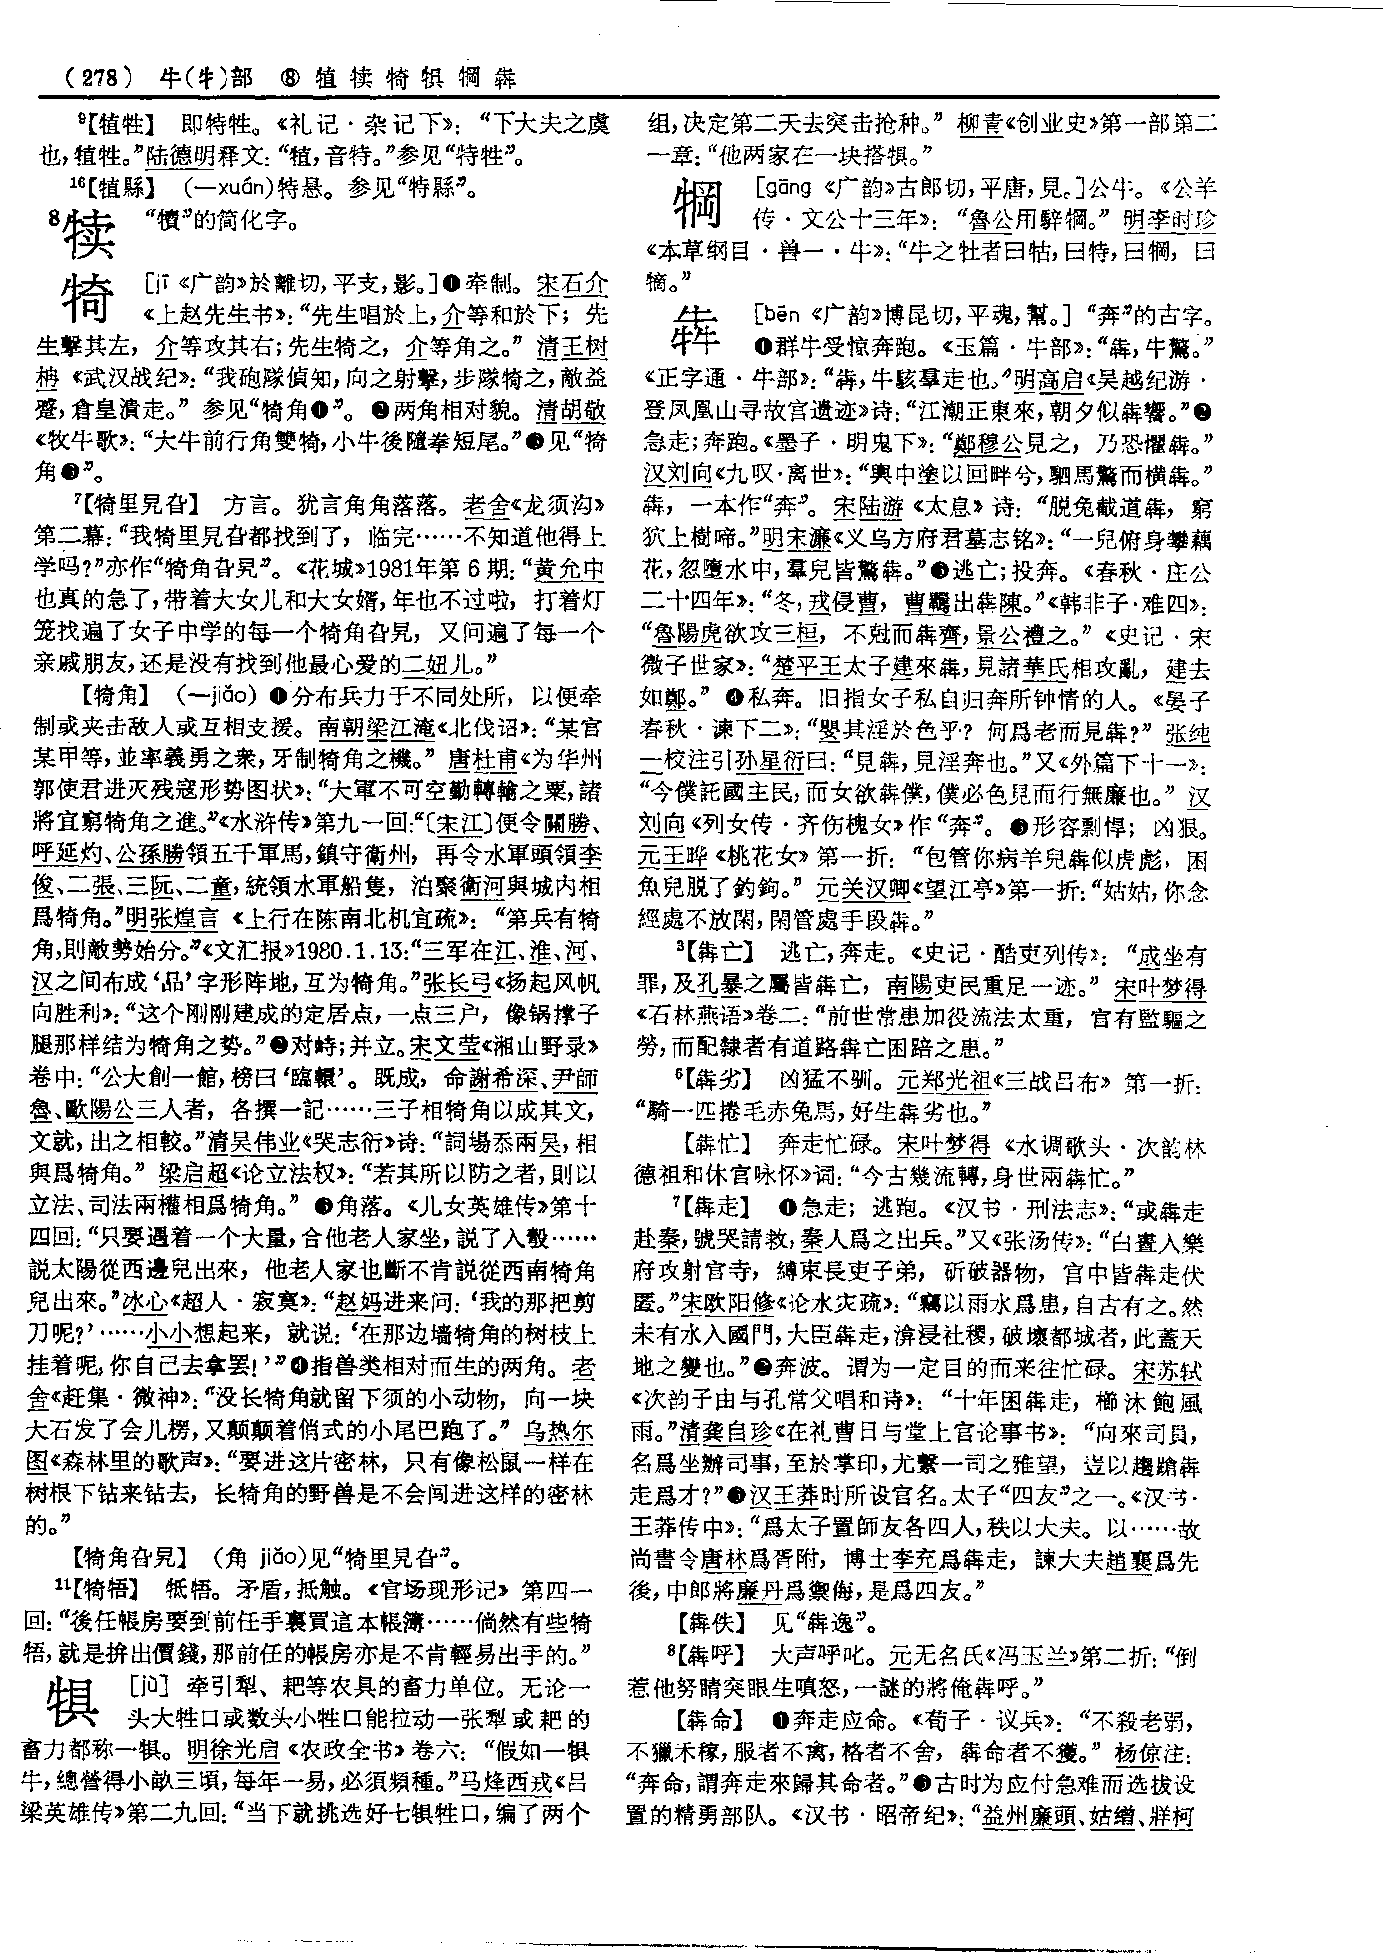 （278） 牛(牜)部 ⑧ 犆 犊 犄 犋 犅 犇
⁹【犆牲】 即特牲。《礼记·杂记下》：“下大夫之虞
也，犆牲。”陆德明释文：“犆，音特。”参见“特牲”。
¹⁶【犆縣】 （—xuán）特悬。参见“特縣”。
8犊 “犢”的简化字。
犄 ［jī《广韵》於離切，平支，影。］❶牵制。宋石介
《上赵先生书》：“先生唱於上，介等和於下；先
生擊其左，介等攻其右；先生犄之，介等角之。”清王树
枏《武汉战纪》：“我砲隊偵知，向之射擊，步隊犄之，敵益
蹙，倉皇潰走。”参见“犄角❶”。❷两角相对貌。清胡敬
《牧牛歌》：“大牛前行角雙犄，小牛後隨拳短尾。”❸见“犄
角❸”。
⁷【犄里旯旮】 方言。犹言角角落落。老舍《龙须沟》
第二幕：“我犄里旯旮都找到了，临完……不知道他得上
学吗？”亦作“犄角旮旯”。《花城》1981年第6期：“黄允中
也真的急了，带着大女儿和大女婿，年也不过啦，打着灯
笼找遍了女子中学的每一个犄角旮旯，又问遍了每一个
亲戚朋友，还是没有找到他最心爱的二妞儿。”
【犄角】 （—jiǎo）❶分布兵力于不同处所，以便牵
制或夹击敌人或互相支援。南朝梁江淹《北伐诏》：“某官
某甲等，並率義勇之衆，牙制犄角之機。”唐杜甫《为华州
郭使君进灭残寇形势图状》：“大軍不可空勤轉輸之粟，諸
將宜窮犄角之進。”《水浒传》第九一回：“〔宋江〕便令關勝、
呼延灼、公孫勝領五千軍馬，鎮守衛州，再令水軍頭領李
俊、二張、三阮、二童，統領水軍船隻，泊聚衛河與城内相
爲犄角。”明张煌言《上行在陈南北机宜疏》：“第兵有犄
角，則敵勢始分。”《文汇报》1980.1.13：“三军在江、淮、河、
汉之间布成‘品’字形阵地，互为犄角。”张长弓《扬起风帆
向胜利》：“这个刚刚建成的定居点，一点三户，像锅撑子
腿那样结为犄角之势。”❷对峙；并立。宋文莹《湘山野录》
卷中：“公大創一館，榜曰‘臨轘’。既成，命謝希深、尹師
魯、歐陽公三人者，各撰一記……三子相犄角以成其文，
文就，出之相較。”清吴伟业《哭志衍》诗：“詞場忝兩吴，相
與爲犄角。”梁启超《论立法权》：“若其所以防之者，則以
立法、司法兩權相爲犄角。”❸角落。《儿女英雄传》第十
四回：“只要遇着一个大量，合他老人家坐，説了入彀……
説太陽從西邊兒出來，他老人家也斷不肯説從西南犄角
兒出來。”冰心《超人·寂寞》：“赵妈进来问：‘我的那把剪
刀呢？’……小小想起来，就说：‘在那边墙犄角的树枝上
挂着呢，你自己去拿罢！’”❹指兽类相对而生的两角。老
舍《赶集·微神》：“没长犄角就留下须的小动物，向一块
大石发了会儿楞，又颠颠着俏式的小尾巴跑了。”乌热尔
图《森林里的歌声》：“要进这片密林，只有像松鼠一样在
树根下钻来钻去，长犄角的野兽是不会闯进这样的密林
的。”
【犄角旮旯】 （角 jiǎo）见“犄里旯旮”。
¹¹【犄牾】 牴牾。矛盾，抵触。《官场现形记》第四一
回：“後任帳房要到前任手裏買這本帳簿……倘然有些犄
牾，就是拚出價錢，那前任的帳房亦是不肯輕易出手的。”
犋 ［jù］ 牵引犁、耙等农具的畜力单位。无论一
头大牲口或数头小牲口能拉动一张犁或耙的
畜力都称一犋。明徐光启《农政全书》卷六：“假如一犋
牛，總營得小畝三頃，每年一易，必須頻種。”马烽西戎《吕
梁英雄传》第二九回：“当下就挑选好七犋牲口，编了两个
组，决定第二天去突击抢种。”柳青《创业史》第一部第二
一章：“他两家在一块搭犋。”
犅 ［gāng《广韵》古郎切，平唐，見。］公牛。《公羊
传·文公十三年》：“魯公用騂犅。”明李时珍
《本草纲目·兽一·牛》：“牛之牡者曰牯，曰特，曰犅，曰
𤚼。”
犇 ［bēn《广韵》博昆切，平魂，幫。］“奔”的古字。
❶群牛受惊奔跑。《玉篇·牛部》：“犇，牛驚。”
《正字通·牛部》：“犇，牛駭羣走也。”明高启《吴越纪游·
登凤凰山寻故宫遗迹》诗：“江潮正東來，朝夕似犇響。”❷
急走；奔跑。《墨子·明鬼下》：“鄭穆公見之，乃恐懼犇。”
汉刘向《九叹·离世》：“輿中塗以回畔兮，駟馬驚而横犇。”
犇，一本作“奔”。宋陆游《太息》诗：“脱兔截道犇，窮
狖上樹啼。”明宋濂《义乌方府君墓志铭》：“一兒俯身攀藕
花，忽墮水中，羣兒皆驚犇。”❸逃亡；投奔。《春秋·庄公
二十四年》：“冬，戎侵曹，曹羈出犇陳。”《韩非子·难四》：
“魯陽虎欲攻三桓，不尅而犇齊，景公禮之。”《史记·宋
微子世家》：“楚平王太子建來犇，見諸華氏相攻亂，建去
如鄭。”❹私奔。旧指女子私自归奔所钟情的人。《晏子
春秋·谏下二》：“嬰其淫於色乎？何爲老而見犇？”张纯
一校注引孙星衍曰：“見犇，見淫奔也。”又《外篇下十一》：
“今僕託國主民，而女欲犇僕，僕必色見而行無廉也。”汉
刘向《列女传·齐伤槐女》作“奔”。❺形容剽悍；凶狠。
元王晔《桃花女》第一折：“包管你病羊兒犇似虎彪，困
魚兒脱了釣鉤。”元关汉卿《望江亭》第一折：“姑姑，你念
經處不放閑，閑管處手段犇。”
³【犇亡】 逃亡，奔走。《史记·酷吏列传》：“成坐有
罪，及孔暴之屬皆犇亡，南陽吏民重足一迹。”宋叶梦得
《石林燕语》卷二：“前世常患加役流法太重，官有監驅之
勞，而配隸者有道路犇亡困踣之患。”
⁶【犇劣】 凶猛不驯。元郑光祖《三战吕布》第一折：
“騎一匹捲毛赤兔馬，好生犇劣也。”
【犇忙】 奔走忙碌。宋叶梦得《水调歌头·次韵林
德祖和休官咏怀》词：“今古幾流轉，身世兩犇忙。”
⁷【犇走】 ❶急走；逃跑。《汉书·刑法志》：“或犇走
赴秦，號哭請救，秦人爲之出兵。”又《张汤传》：“白晝入樂
府攻射官寺，縛束長吏子弟，斫破器物，宫中皆犇走伏
匿。”宋欧阳修《论水灾疏》：“竊以雨水爲患，自古有之。然
未有水入國門，大臣犇走，渰浸社稷，破壞都城者，此蓋天
地之變也。”❷奔波。谓为一定目的而来往忙碌。宋苏轼
《次韵子由与孔常父唱和诗》：“十年困犇走，櫛沐飽風
雨。”清龚自珍《在礼曹日与堂上官论事书》：“向來司員，
名爲坐辦司事，至於掌印，尤繫一司之雅望，豈以趨蹌犇
走爲才？”❸汉王莽时所设官名。太子“四友”之一。《汉书·
王莽传中》：“爲太子置師友各四人，秩以大夫。以……故
尚書令唐林爲胥附，博士李充爲犇走，諫大夫趙襄爲先
後，中郎將廉丹爲禦侮，是爲四友。”
【犇佚】 见“犇逸”。
⁸【犇呼】 大声呼叱。元无名氏《冯玉兰》第二折：“倒
惹他努睛突眼生嗔怒，一謎的將俺犇呼。”
【犇命】 ❶奔走应命。《荀子·议兵》：“不殺老弱，
不獵禾稼，服者不禽，格者不舍，犇命者不獲。”杨倞注：
“奔命，謂奔走來歸其命者。”❷古时为应付急难而选拔设
置的精勇部队。《汉书·昭帝纪》：“益州廉頭、姑繒、牂柯